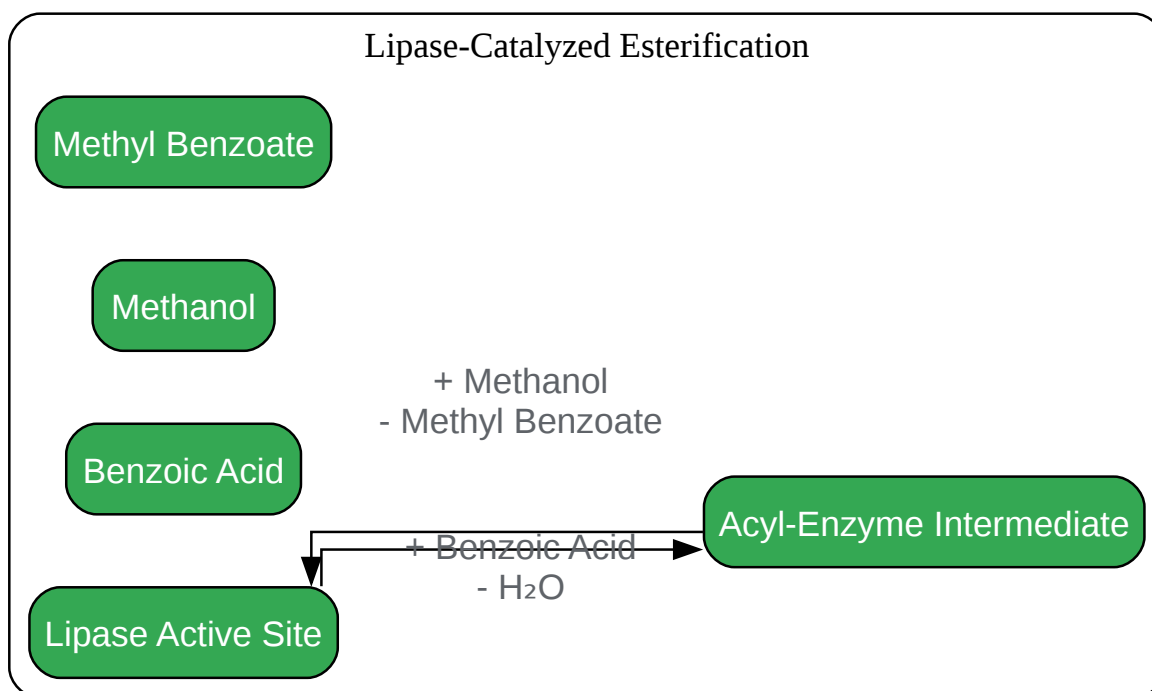 Lipase-Catalyzed Esterification
Methyl Benzoate
Methanol
+ Methanol
- Methyl Benzoate
Benzoic Acid
Acyl-Enzyme Intermediate
+ Benzoic Acid
- H₂O
Lipase Active Site